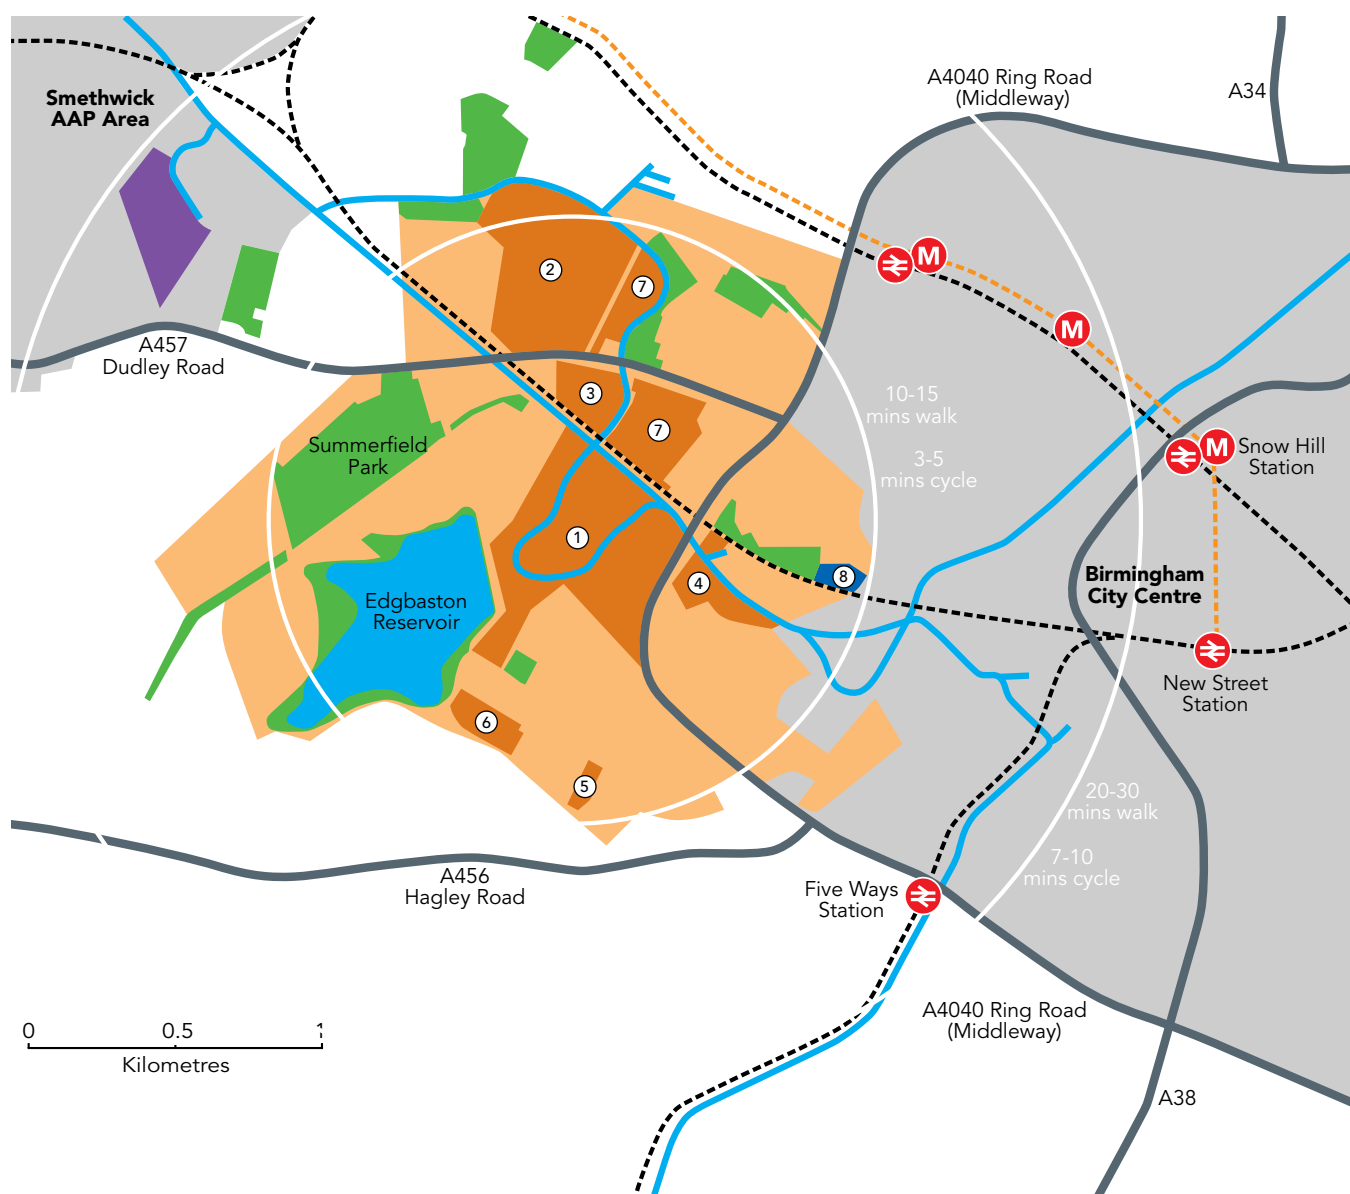 A4040 Ring Road
(Middleway)
A34
Smethwick
AAP Area
M
2
7
M
A457
Dudley Road
3
10-15
mins walk
7
Summerfield
Park
M
Snow Hill
Station
3-5
mins cycle
1
4
8
Birmingham
City Centre
Edgbaston
Reservoir
New Street
Station
6
5
20-30
mins walk
7-10
mins cycle
A456
Hagley Road
Five Ways
Station
A4040 Ring Road
(Middleway)
0 0.5 1
Kilometres
A38